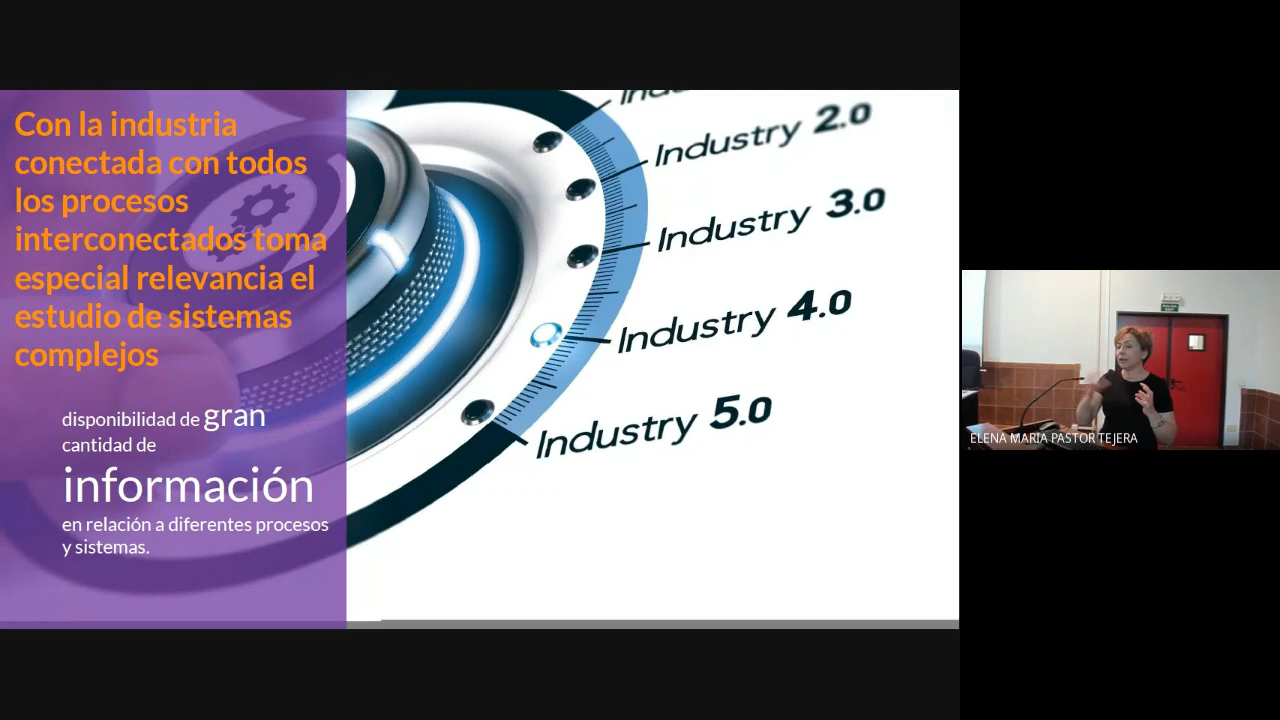 Con la industria
conectada con todos
los procesos
interconectados toma
especial relevancia el
estudio de sistemas
complejos
disponibilidad de gran
cantidad de
información
en relación a diferentes procesos
y sistemas.
Industry 2.0
Industry 3.0
Industry 4.0
Industry 5.0
ELENA MARIA PASTOR TEJERA